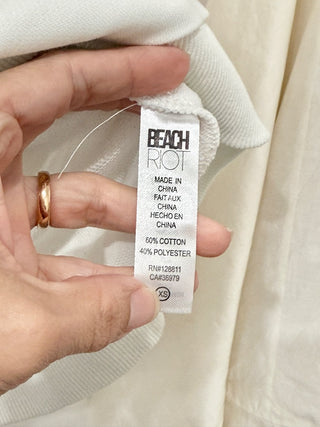 BEACH
RIOT
MADE IN
CHINA
FAIT AUX
CHINA
HECHO EN
CHINA
60% COTTON
40% POLYESTER
RN#128811
CA#36979
XS